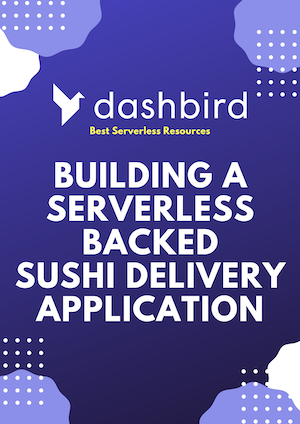 dashbird
Best Serverless Resources
BUILDING A
SERVERLESS
BACKED
SUSHI DELIVERY
APPLICATION